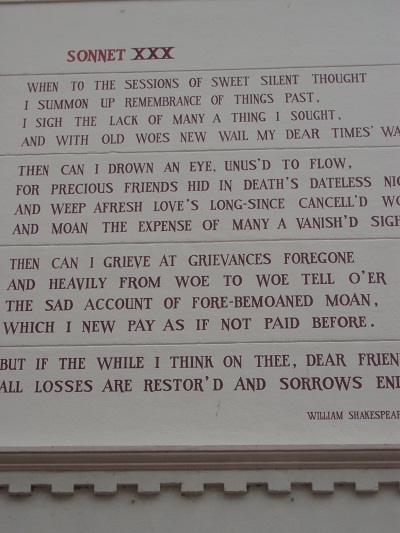 SONNET XXX
WHEN TO THE SESSIONS OF SWEET SILENT THOUGHT
I SUMMON UP REMEMBRANCE OF THINGS PAST,
I SIGH THE LACK OF MANY A THING I SOUGHT,
AND WITH OLD WOES NEW WAIL MY DEAR TIMES' WA
THEN CAN I DROWN AN EYE, UNUS'D TO FLOW,
FOR PRECIOUS FRIENDS HID IN DEATH'S DATELESS NIG
AND WEEP AFRESH LOVE'S LONG-SINCE CANCELL'D WO
AND MOAN THE EXPENSE OF MANY A VANISH'D SIGH
THEN CAN I GRIEVE AT GRIEVANCES FOREGONE
AND HEAVILY FROM WOE TO WOE TELL O'ER
THE SAD ACCOUNT OF FORE-BEMOANED MOAN,
WHICH I NEW PAY AS IF NOT PAID BEFORE.
BUT IF THE WHILE I THINK ON THEE, DEAR FRIEN
ALL LOSSES ARE RESTOR'D AND SORROWS END
WILLIAM SHAKESPEAR